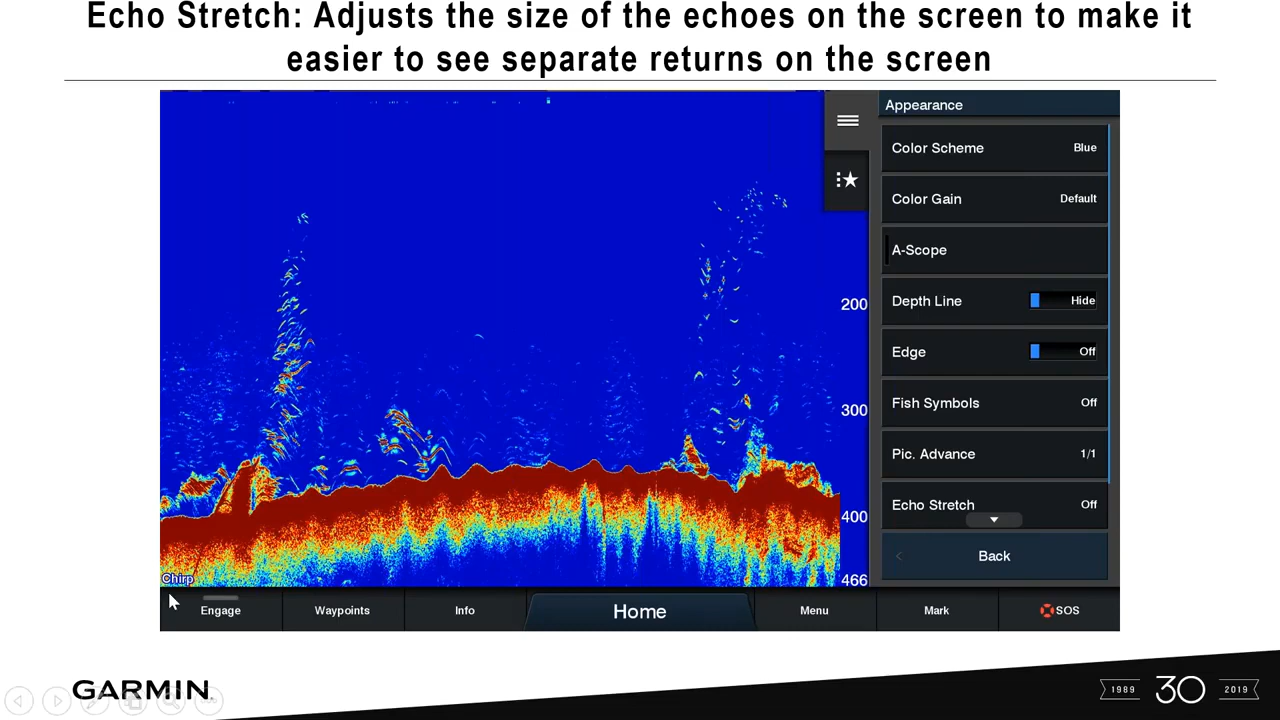 Echo Stretch: Adjusts the size of the echoes on the screen to make it
easier to see separate returns on the screen
Appearance
Color Scheme Blue
Color Gain Default
A-Scope
Depth Line Hide
Edge Off
Fish Symbols Off
Pic. Advance 1/1
Echo Stretch Off
Back
200
300
400
466
Chirp
Engage Waypoints Info Home Menu Mark SOS
GARMIN.
1989 30 2019